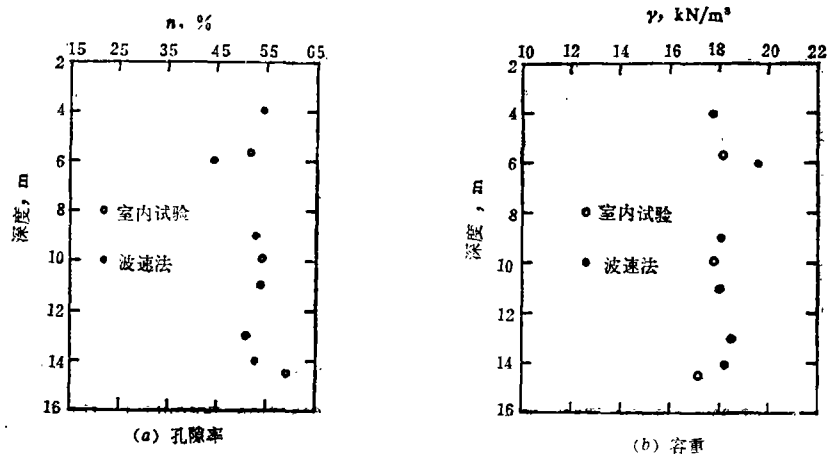 n, %
15 25 35 45 55 65
2
4
6
8
10
12
14
16
深度, m
室内试验
波速法
(a) 孔隙率
γ, kN/m³
10 12 14 16 18 20 22
2
4
6
8
10
12
14
16
深度, m
室内试验
波速法
(b) 容重